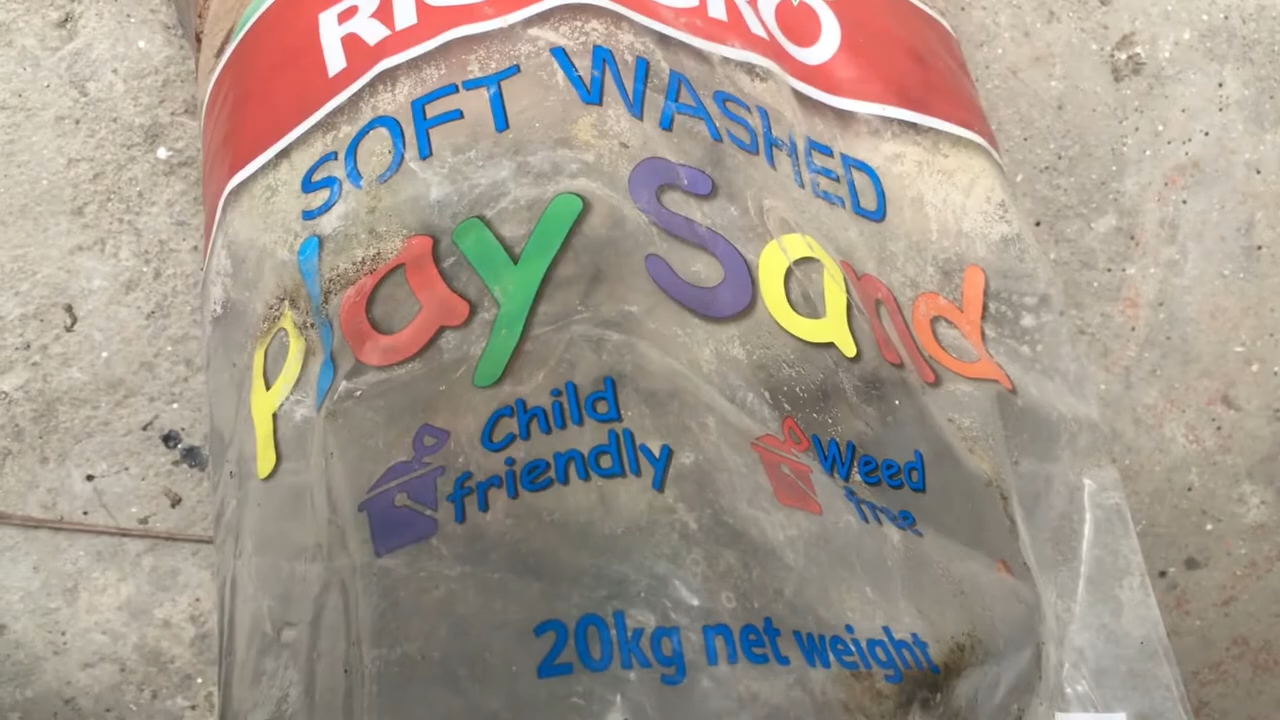 SOFT WASHED
play Sand
Child
friendly
Weed
free
20kg net weight